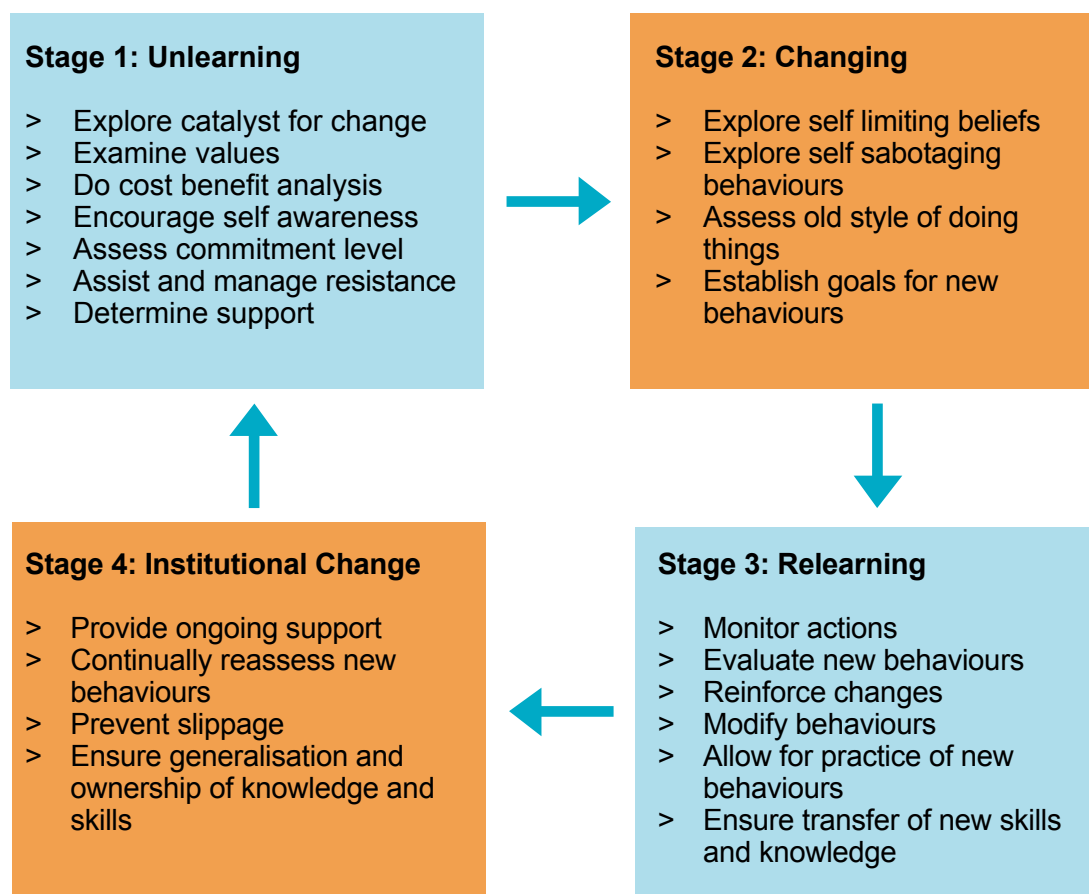 Stage 1: Unlearning
> Explore catalyst for change
> Examine values
> Do cost benefit analysis
> Encourage self awareness
> Assess commitment level
> Assist and manage resistance
> Determine support
Stage 2: Changing
> Explore self limiting beliefs
> Explore self sabotaging
behaviours
> Assess old style of doing
things
> Establish goals for new
behaviours
Stage 3: Relearning
> Monitor actions
> Evaluate new behaviours
> Reinforce changes
> Modify behaviours
> Allow for practice of new
behaviours
> Ensure transfer of new skills
and knowledge
Stage 4: Institutional Change
> Provide ongoing support
> Continually reassess new
behaviours
> Prevent slippage
> Ensure generalisation and
ownership of knowledge and
skills